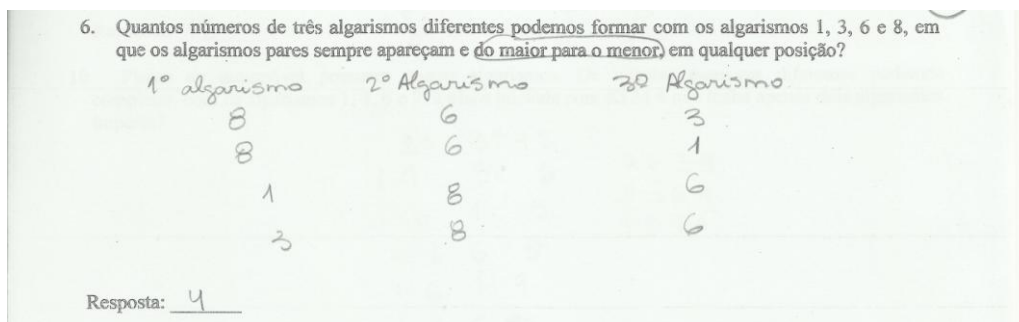 6. Quantos números de três algarismos diferentes podemos formar com os algarismos 1, 3, 6 e 8, em
que os algarismos pares sempre apareçam e do maior para o menor, em qualquer posição?
1º algarismo 2º Algarismo 3º Algarismo
8 6 3
8 6 1
1 8 6
3 8 6
Resposta: 4